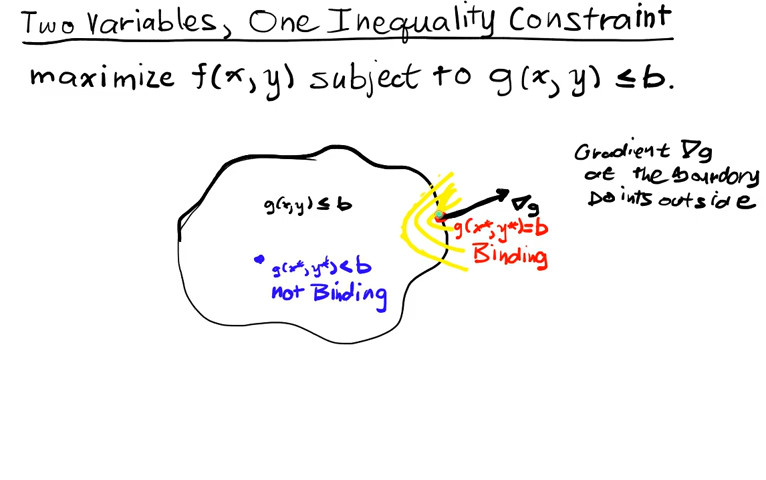 Two Variables, One Inequality Constraint
maximize f(x, y) subject to g(x, y) ≤ b.
Gradient ∇g
at the Boundary
Points outside
g(x, y) ≤ b
∇g
g(x*, y*) = b
Binding
g(x*, y*) < b
not Binding